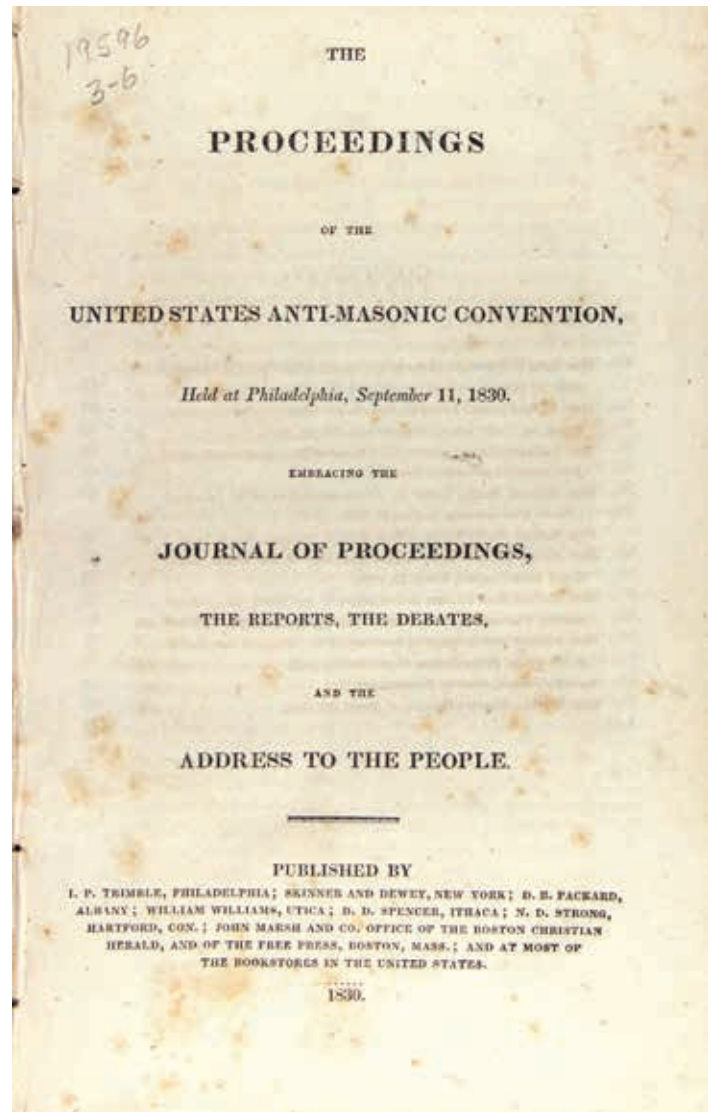 19596
3-6
THE
PROCEEDINGS
OF THE
UNITED STATES ANTI-MASONIC CONVENTION,
Held at Philadelphia, September 11, 1830.
EMBRACING THE
JOURNAL OF PROCEEDINGS,
THE REPORTS, THE DEBATES,
AND THE
ADDRESS TO THE PEOPLE.
PUBLISHED BY
I. P. TRIMBLE, PHILADELPHIA; SKINNER AND DEWEY, NEW YORK; D. B. PACKARD,
ALBANY; WILLIAM WILLIAMS, UTICA; D. D. SPENCER, ITHACA; N. D. STRONG,
HARTFORD, CON.; JOHN MARSH AND CO. OFFICE OF THE BOSTON CHRISTIAN
HERALD, AND OF THE FREE PRESS, BOSTON, MASS.; AND AT MOST OF
THE BOOKSTORES IN THE UNITED STATES.
1830.